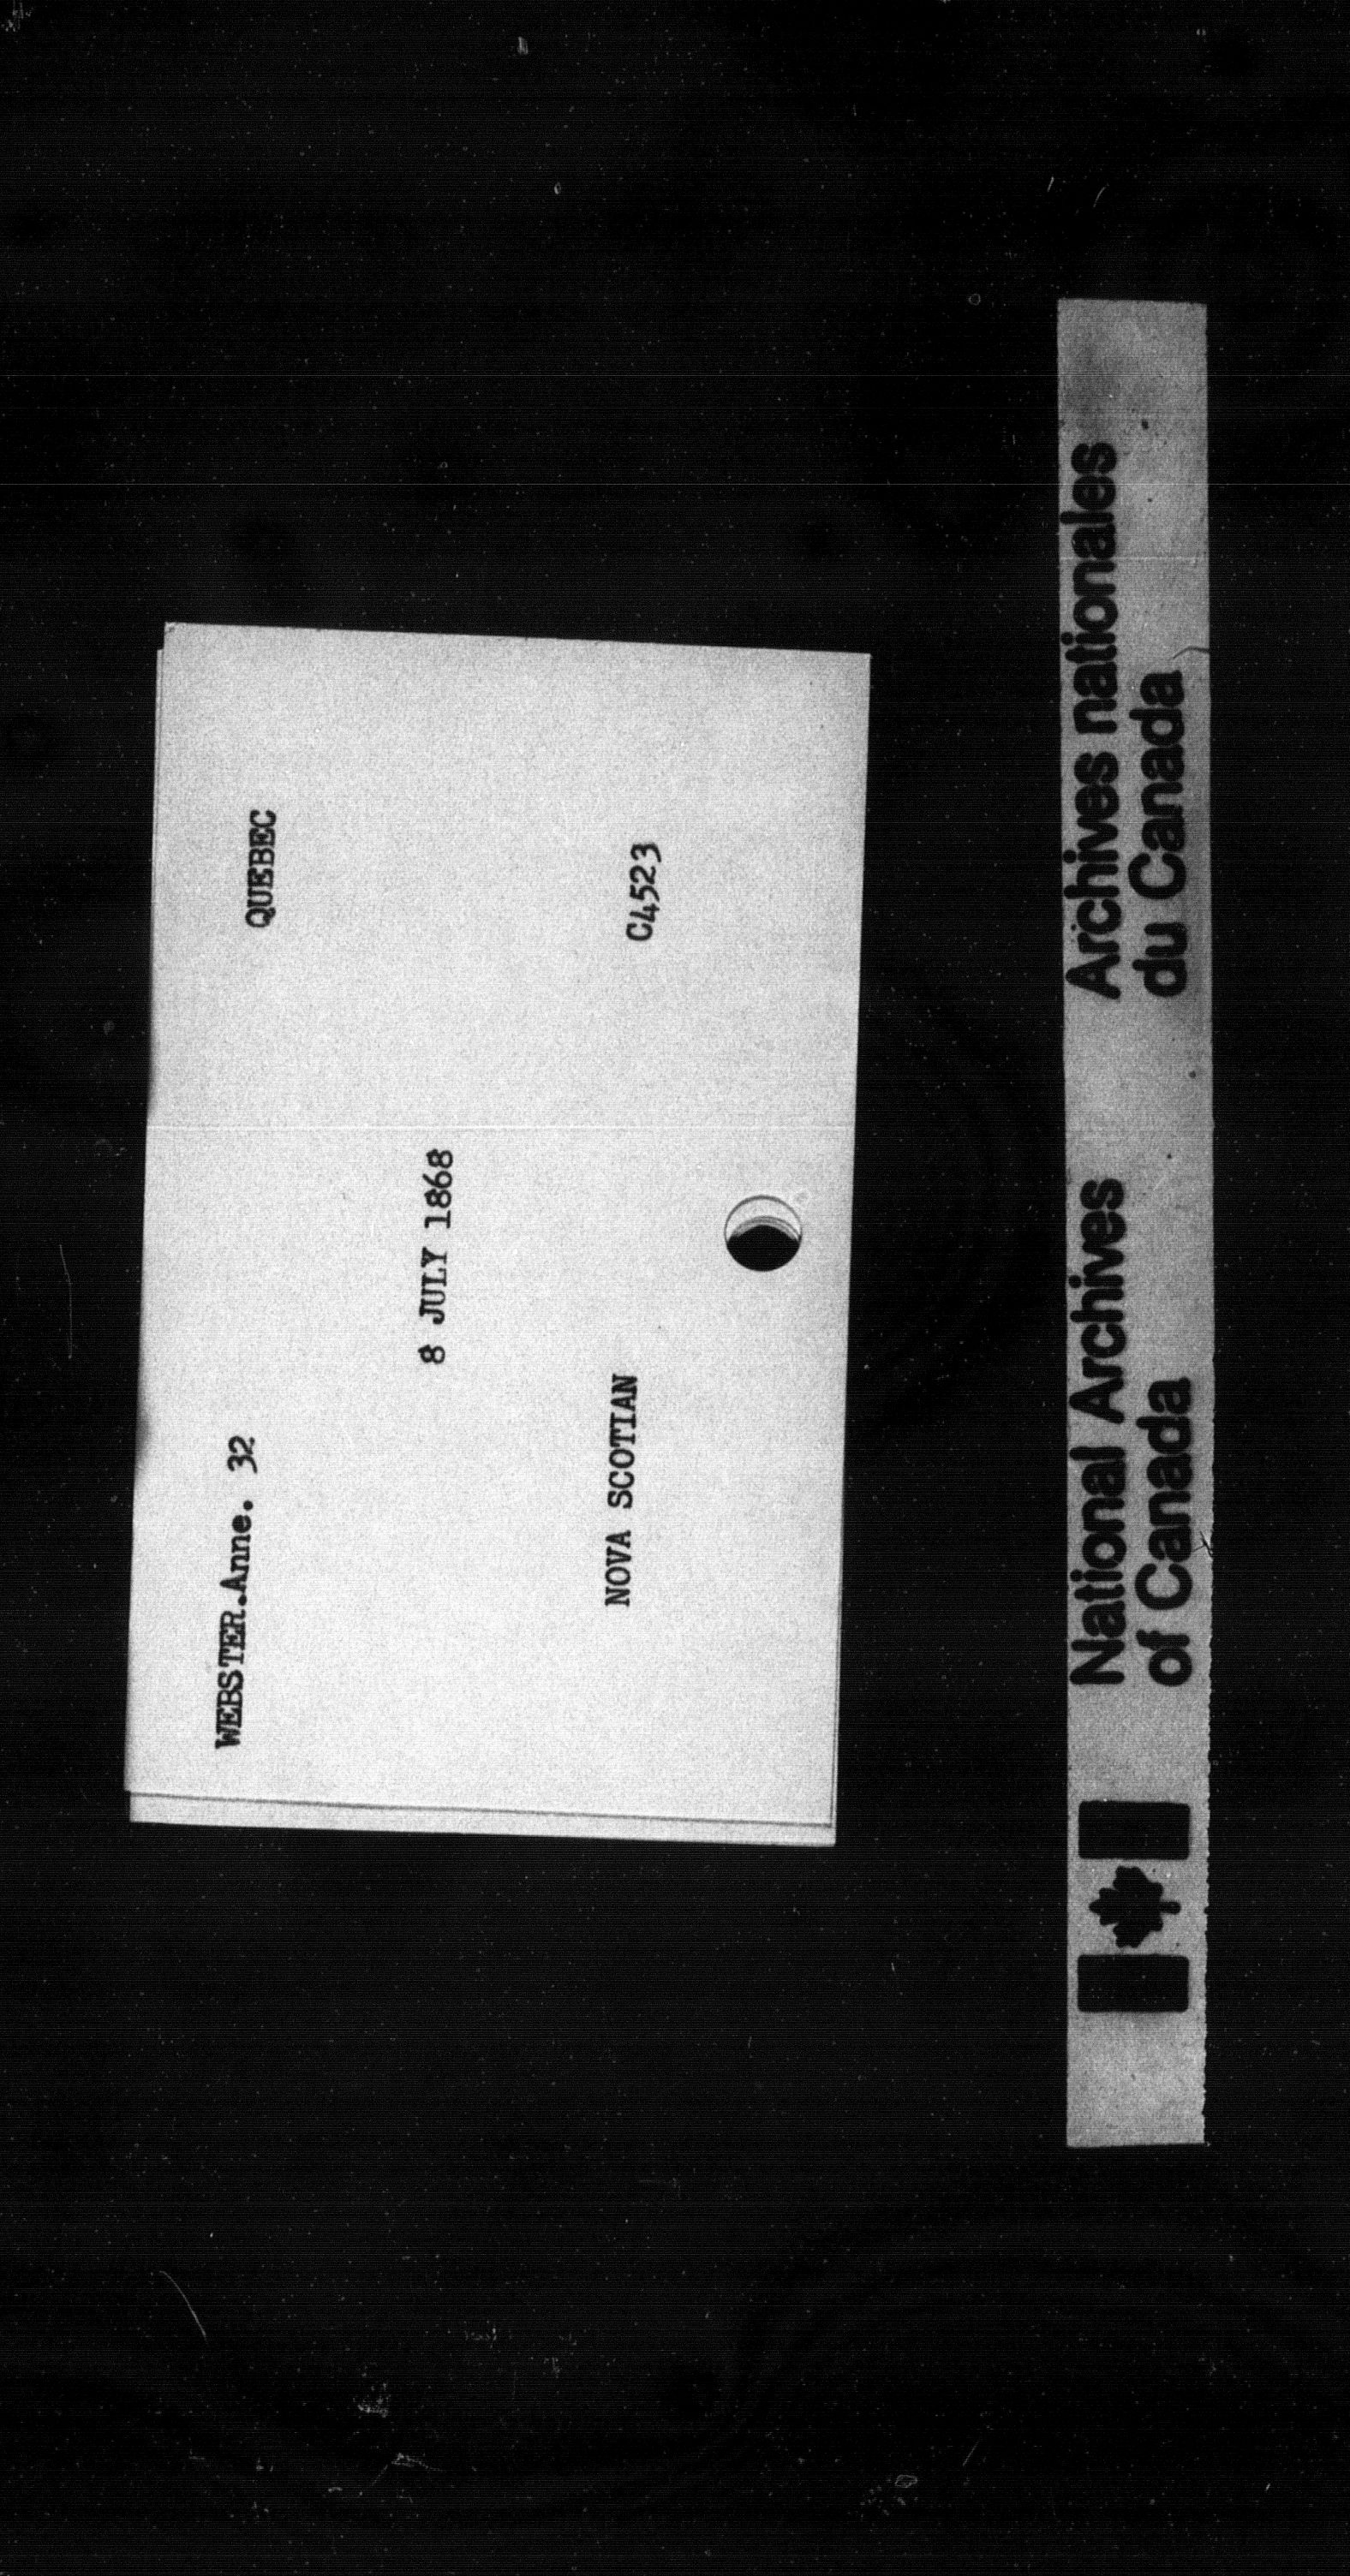 WEBSTER.Anne. 32 QUEBEC
8 JULY 1868
NOVA SCOTIAN C4523
National Archives of Canada
Archives nationales du Canada